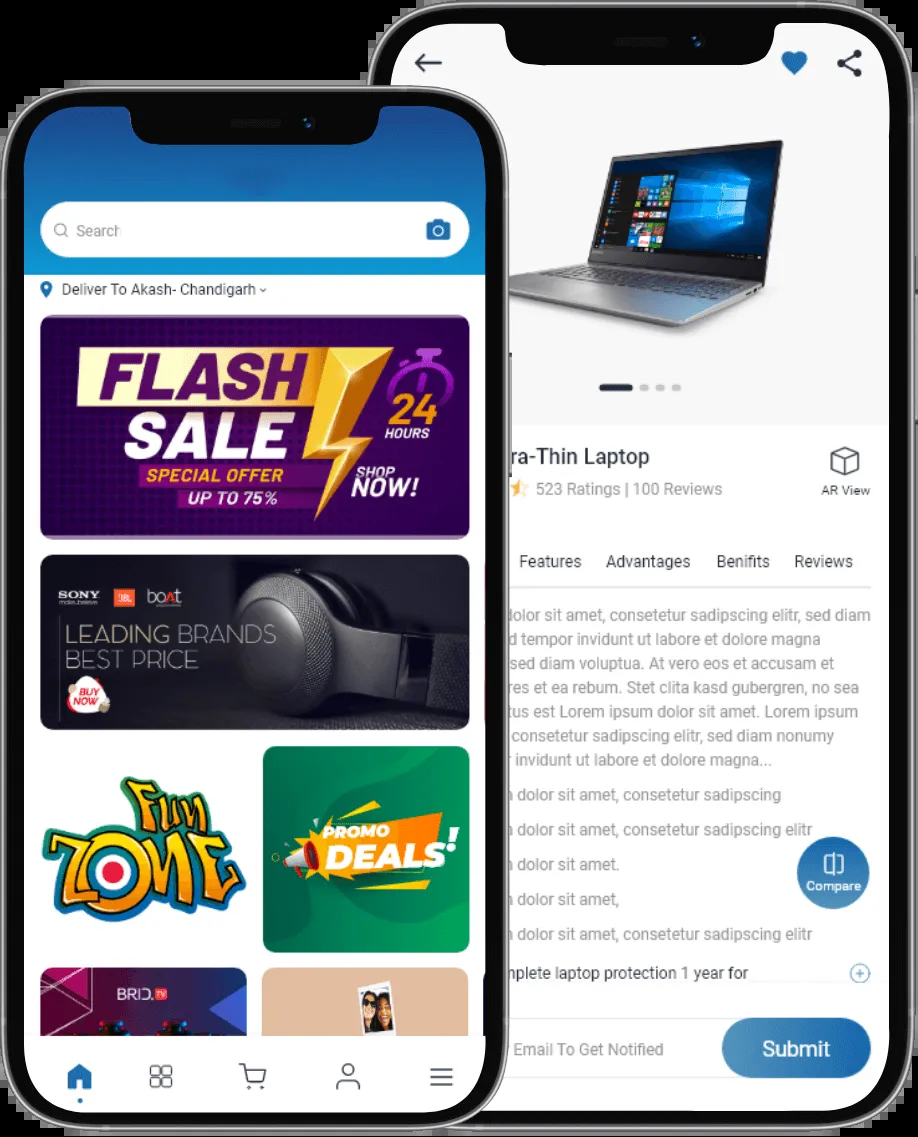 Search
Deliver To Akash- Chandigarh
FLASH
SALE
24
HOURS
SPECIAL OFFER
UP TO 75%
SHOP
NOW!
SONY
make.believe
JBL
boAt
LEADING BRANDS
BEST PRICE
BUY
NOW
FUN
ZONE
PROMO
DEALS!
BRID.TV
ra-Thin Laptop
523 Ratings | 100 Reviews
AR View
Features Advantages Benifits Reviews
dolor sit amet, consetetur sadipscing elitr, sed diam
d tempor invidunt ut labore et dolore magna
sed diam voluptua. At vero eos et accusam et
res et ea rebum. Stet clita kasd gubergren, no sea
tus est Lorem ipsum dolor sit amet. Lorem ipsum
consetetur sadipscing elitr, sed diam nonumy
invidunt ut labore et dolore magna...
dolor sit amet, consetetur sadipscing
dolor sit amet, consetetur sadipscing elitr
dolor sit amet.
dolor sit amet,
dolor sit amet, consetetur sadipscing elitr
Compare
mplete laptop protection 1 year for
Email To Get Notified
Submit